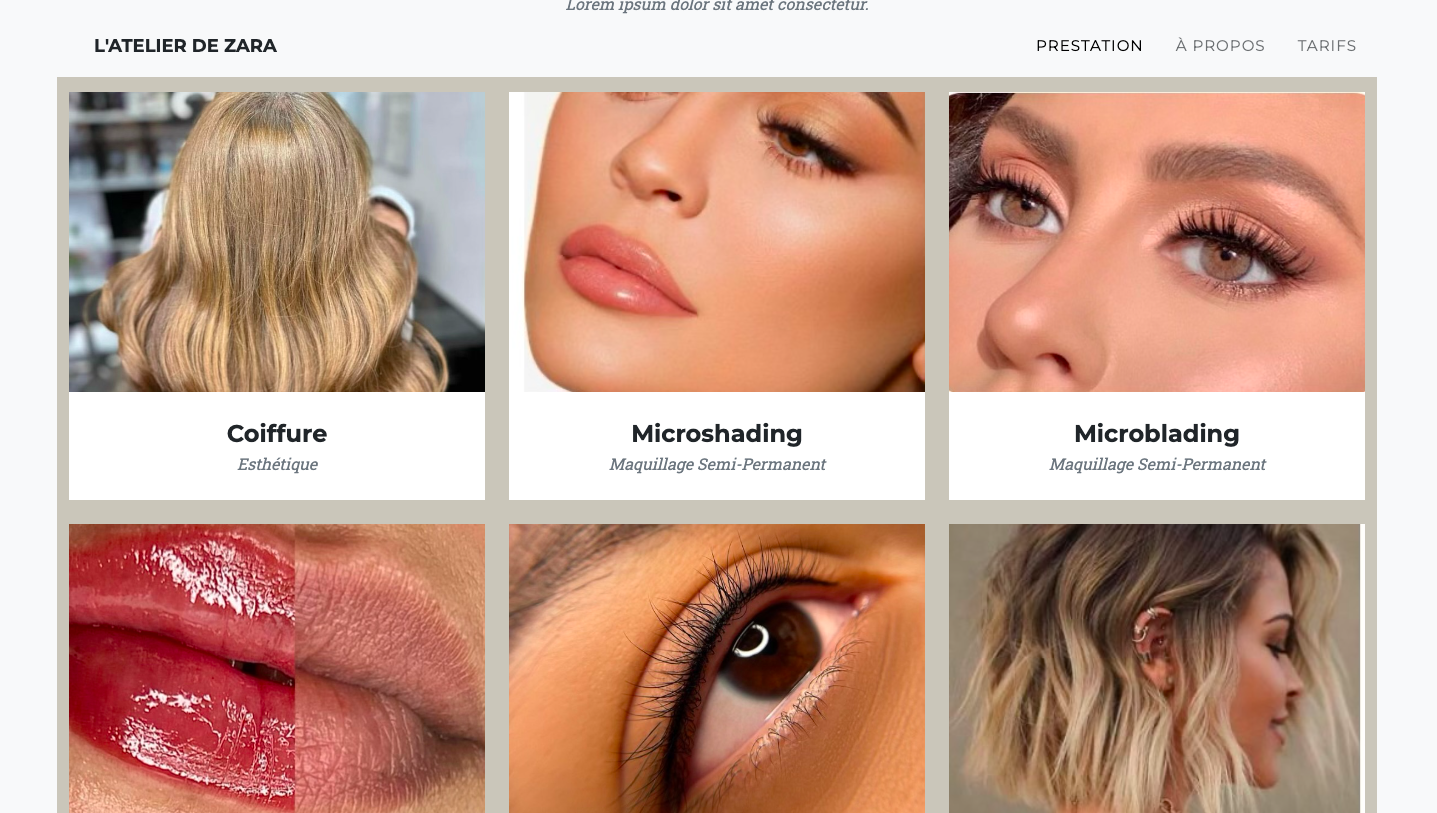 Lorem ipsum dolor sit amet consectetur.
L'ATELIER DE ZARA
PRESTATION
À PROPOS
TARIFS
Coiffure
Esthétique
Microshading
Maquillage Semi-Permanent
Microblading
Maquillage Semi-Permanent